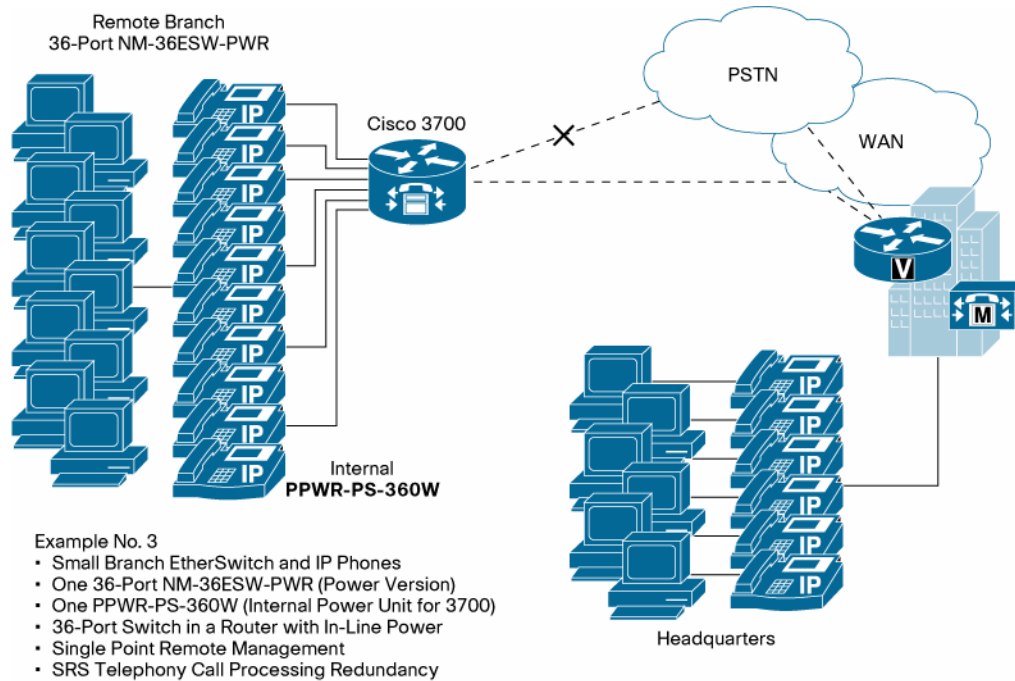 Remote Branch
36-Port NM-36ESW-PWR
IP
IP
IP
IP
IP
IP
IP
IP
IP
IP
Cisco 3700
PSTN
WAN
V
M
Internal
PPWR-PS-360W
IP
IP
IP
IP
IP
IP
Headquarters
Example No. 3
▪ Small Branch EtherSwitch and IP Phones
▪ One 36-Port NM-36ESW-PWR (Power Version)
▪ One PPWR-PS-360W (Internal Power Unit for 3700)
▪ 36-Port Switch in a Router with In-Line Power
▪ Single Point Remote Management
▪ SRS Telephony Call Processing Redundancy